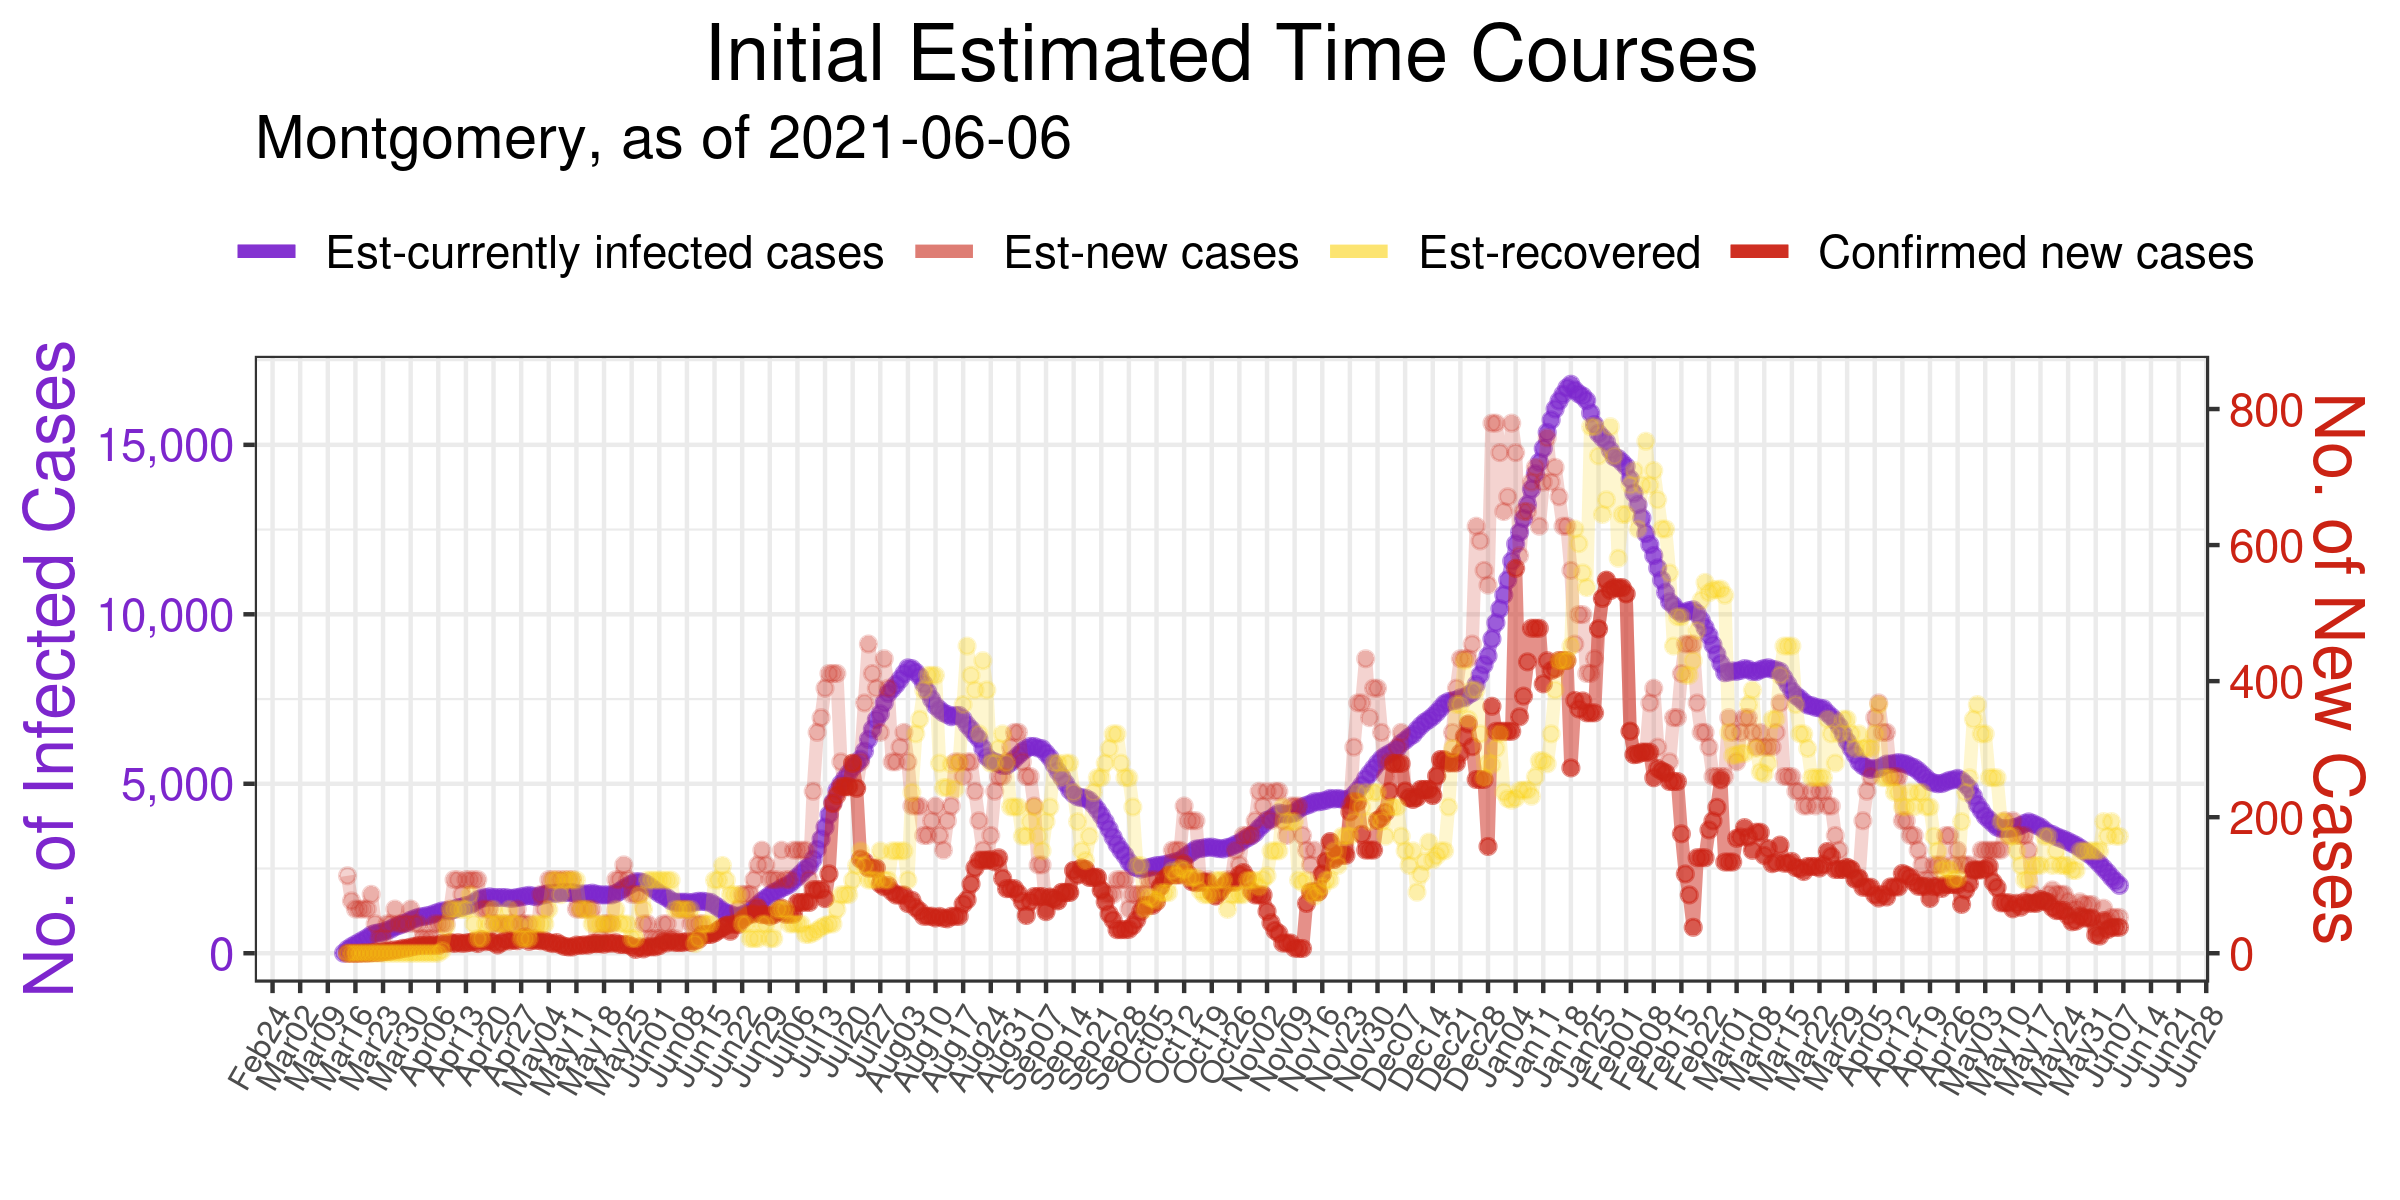 Initial Estimated Time Courses
Montgomery, as of 2021-06-06
Est-currently infected cases Est-new cases Est-recovered Confirmed new cases
No. of Infected Cases
15,000
10,000
5,000
0
800
600
400
200
0
No. of New Cases
Feb24 Mar02 Mar09 Mar16 Mar23 Mar30 Apr06 Apr13 Apr20 Apr27 May04 May11 May18 May25 Jun01 Jun08 Jun15 Jun22 Jun29 Jul06 Jul13 Jul20 Jul27 Aug03 Aug10 Aug17 Aug24 Aug31 Sep07 Sep14 Sep21 Sep28 Oct05 Oct12 Oct19 Oct26 Nov02 Nov09 Nov16 Nov23 Nov30 Dec07 Dec14 Dec21 Dec28 Jan04 Jan11 Jan18 Jan25 Feb01 Feb08 Feb15 Feb22 Mar01 Mar08 Mar15 Mar22 Mar29 Apr05 Apr12 Apr19 Apr26 May03 May10 May17 May24 May31 Jun07 Jun14 Jun21 Jun28